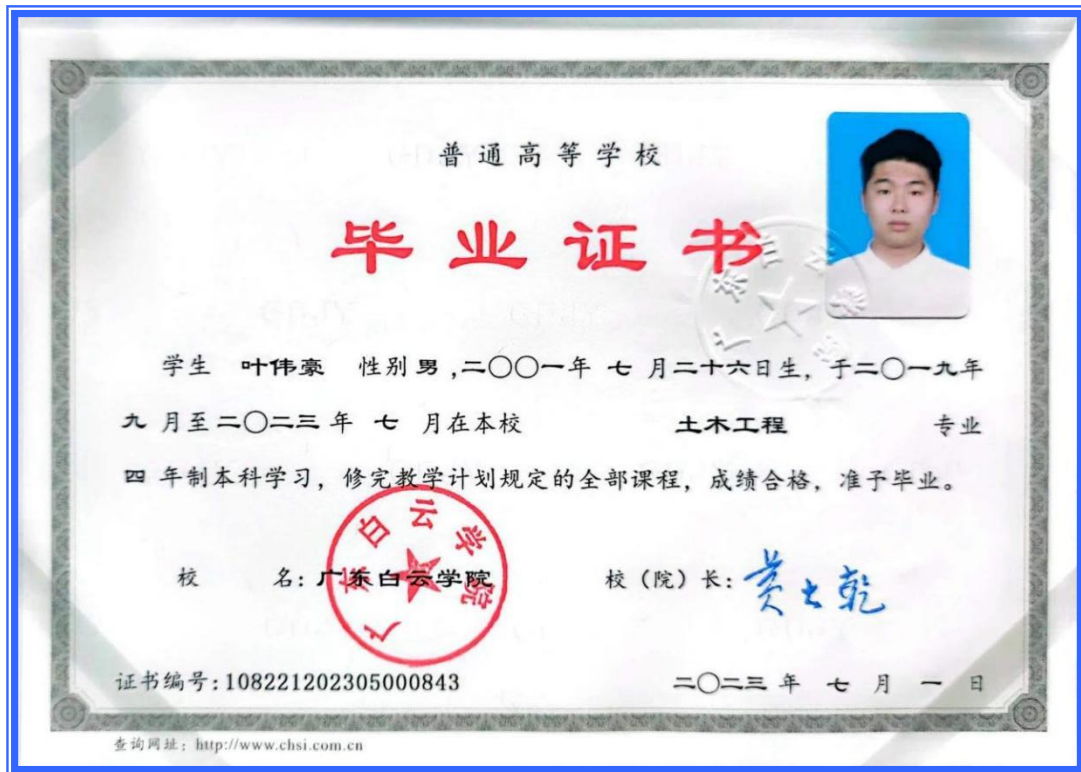 普通高等学校
毕业证书
学生 叶伟豪 性别 男,二〇〇一年 七 月二十六日生, 于二〇一九年
九 月至二〇二三 年 七 月在本校 土木工程 专业
四 年制本科学习, 修完教学计划规定的全部课程, 成绩合格, 准予毕业。
广东白云学院
校 名: 广东白云学院 校(院)长:
证书编号:108221202305000843 二〇二三 年 七 月 一 日
查询网址: http://www.chsi.com.cn